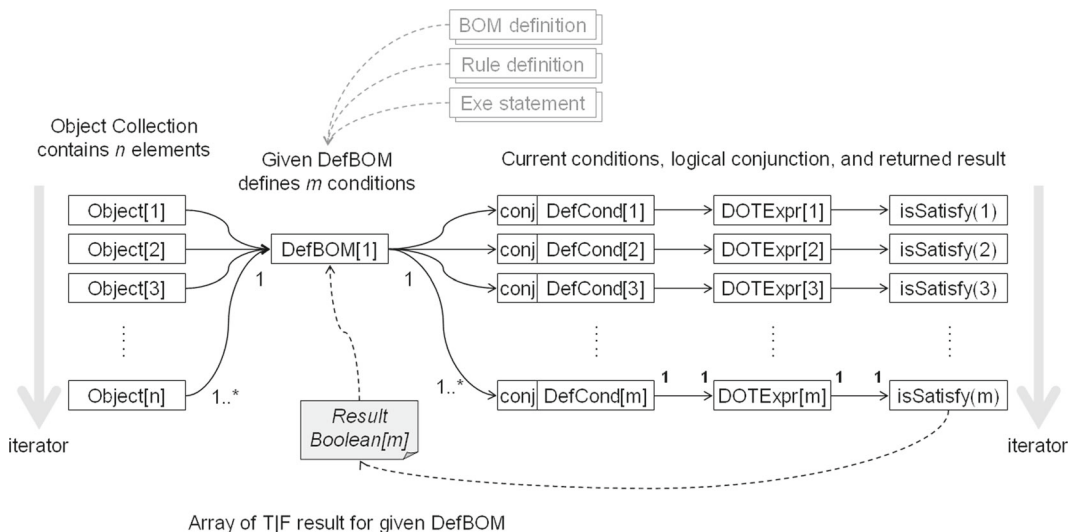 BOM definition
Rule definition
Exe statement
Object Collection
contains n elements
Given DefBOM
defines m conditions
Current conditions, logical conjunction, and returned result
Object[1]
conj DefCond[1] DOTExpr[1] isSatisfy(1)
Object[2] DefBOM[1] conj DefCond[2] DOTExpr[2] isSatisfy(2)
Object[3] 1 1 conj DefCond[3] DOTExpr[3] isSatisfy(3)
Object[n] 1..* 1..* conj DefCond[m] 1 1 DOTExpr[m] 1 1 isSatisfy(m)
Result
Boolean[m]
iterator iterator
Array of T|F result for given DefBOM